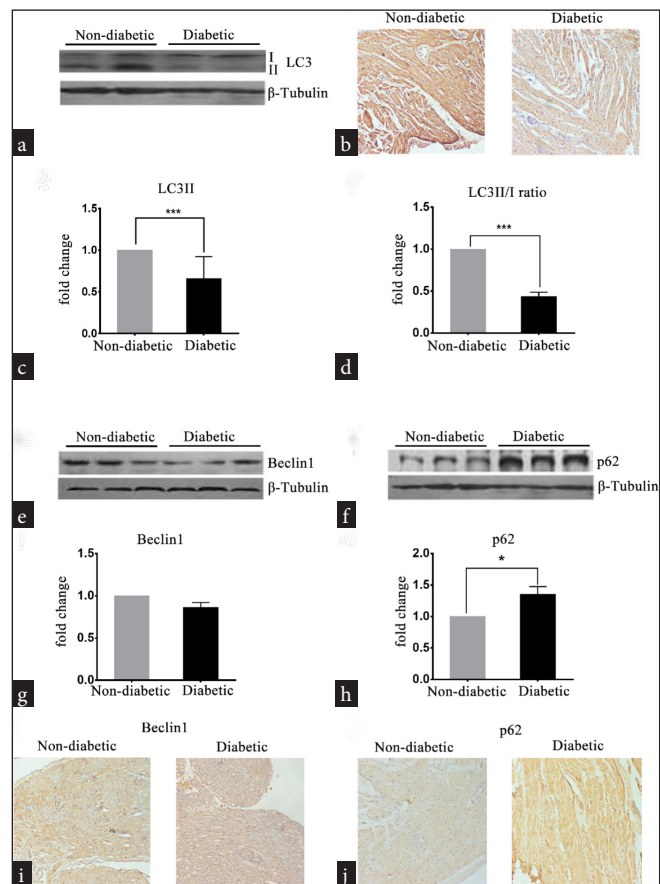 Non-diabetic Diabetic
I
II
LC3
β-Tubulin
a
Non-diabetic Diabetic
b
LC3II
***
fold change
1.5
1.0
0.5
0.0
Non-diabetic Diabetic
c
LC3II/I ratio
***
fold change
1.5
1.0
0.5
0.0
Non-diabetic Diabetic
d
Non-diabetic Diabetic
Beclin1
β-Tubulin
e
Non-diabetic Diabetic
p62
β-Tubulin
f
Beclin1
fold change
1.5
1.0
0.5
0.0
Non-diabetic Diabetic
g
p62
*
fold change
2.0
1.5
1.0
0.5
0.0
Non-diabetic Diabetic
h
Beclin1
Non-diabetic Diabetic
i
p62
Non-diabetic Diabetic
j